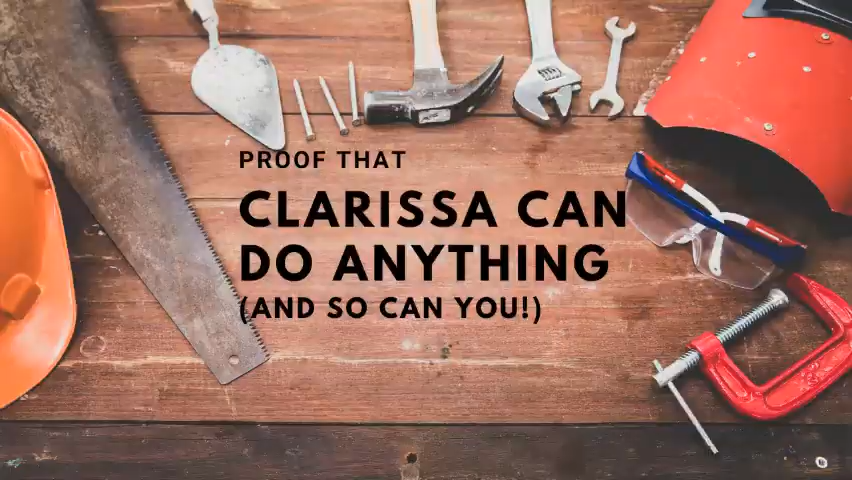 PROOF THAT
CLARISSA CAN
DO ANYTHING
(AND SO CAN YOU!)